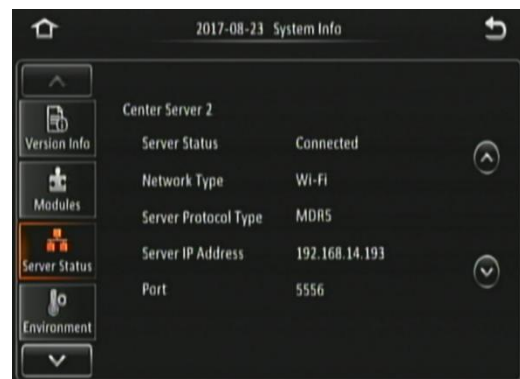 2017-08-23 System Info
Version Info
Modules
Server Status
Environment
Center Server 2
Server Status Connected
Network Type Wi-Fi
Server Protocol Type MDR5
Server IP Address 192.168.14.193
Port 5556